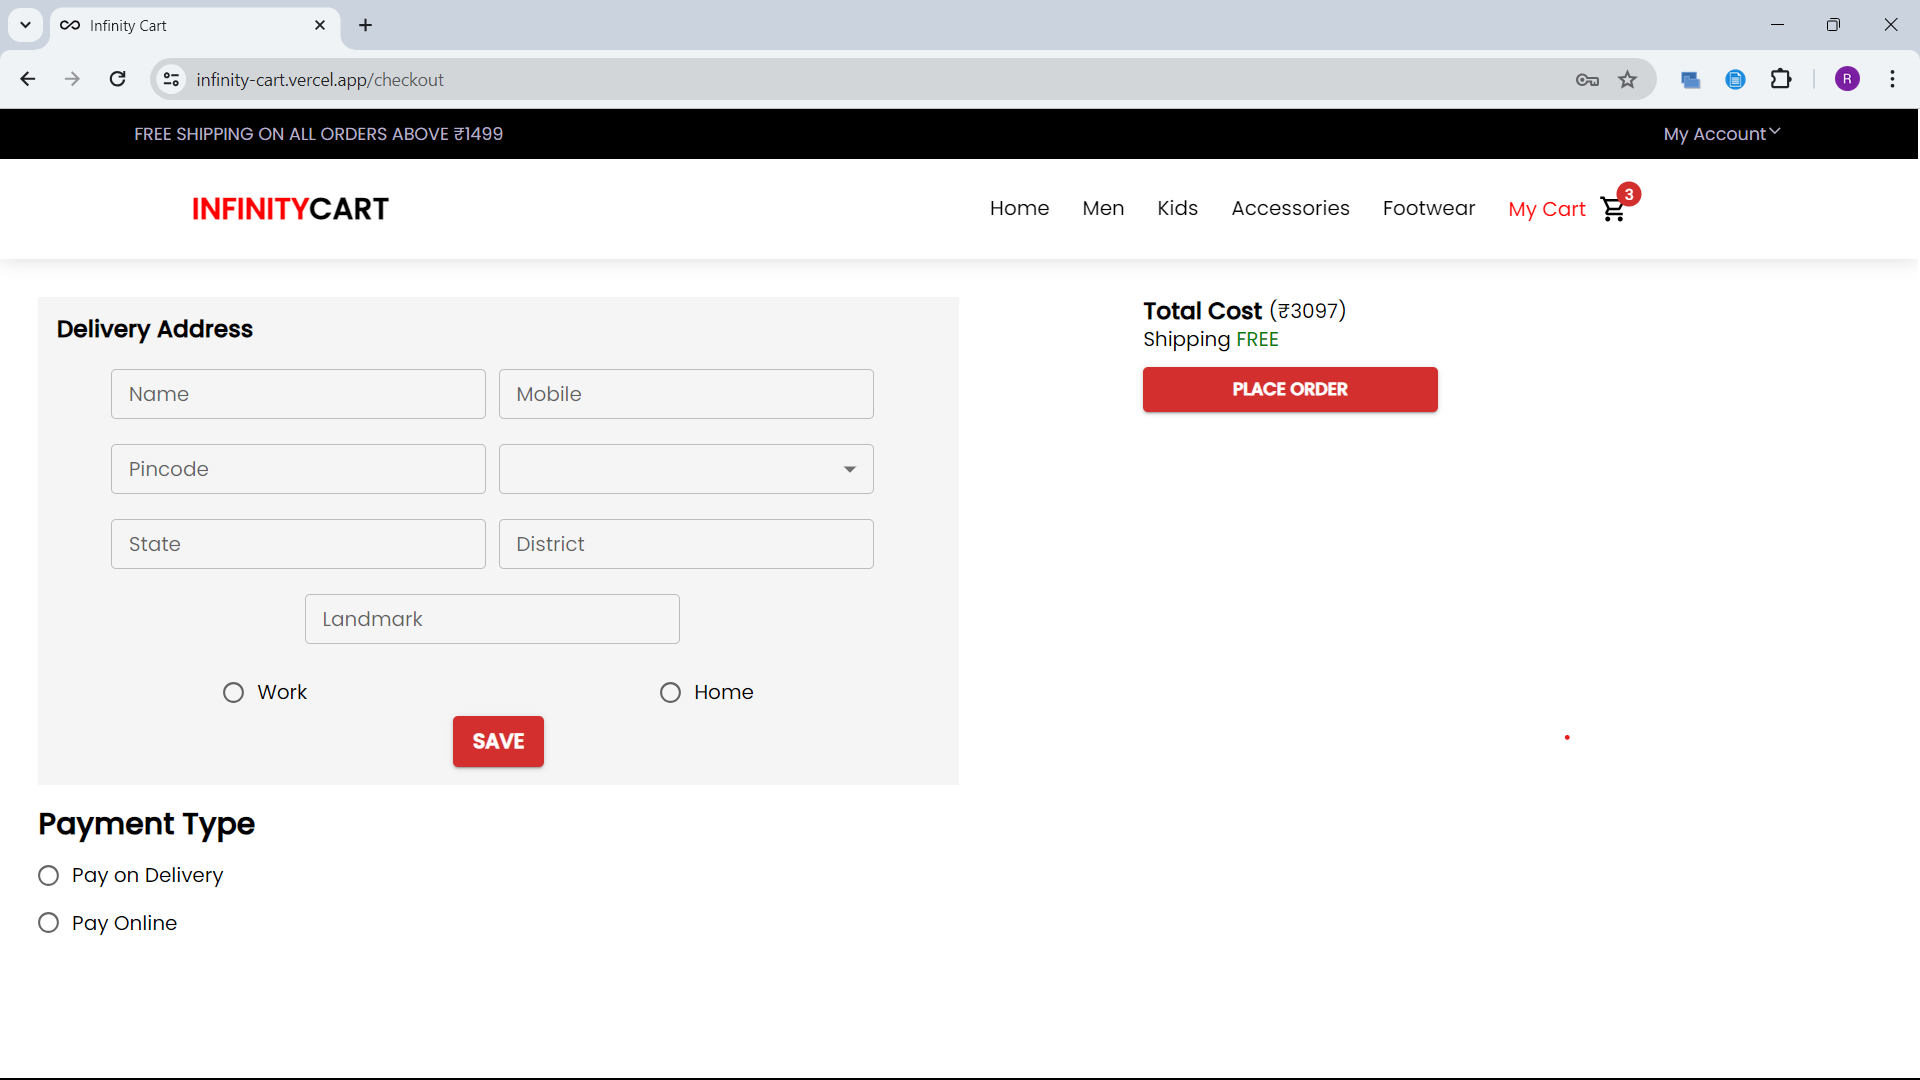 Infinity Cart
infinity-cart.vercel.app/checkout
R
FREE SHIPPING ON ALL ORDERS ABOVE ₹1499
My Account
INFINITYCART
Home Men Kids Accessories Footwear My Cart 3
Delivery Address
Name Mobile
Pincode
State District
Landmark
Work Home
SAVE
Total Cost (₹3097)
Shipping FREE
PLACE ORDER
Payment Type
Pay on Delivery
Pay Online